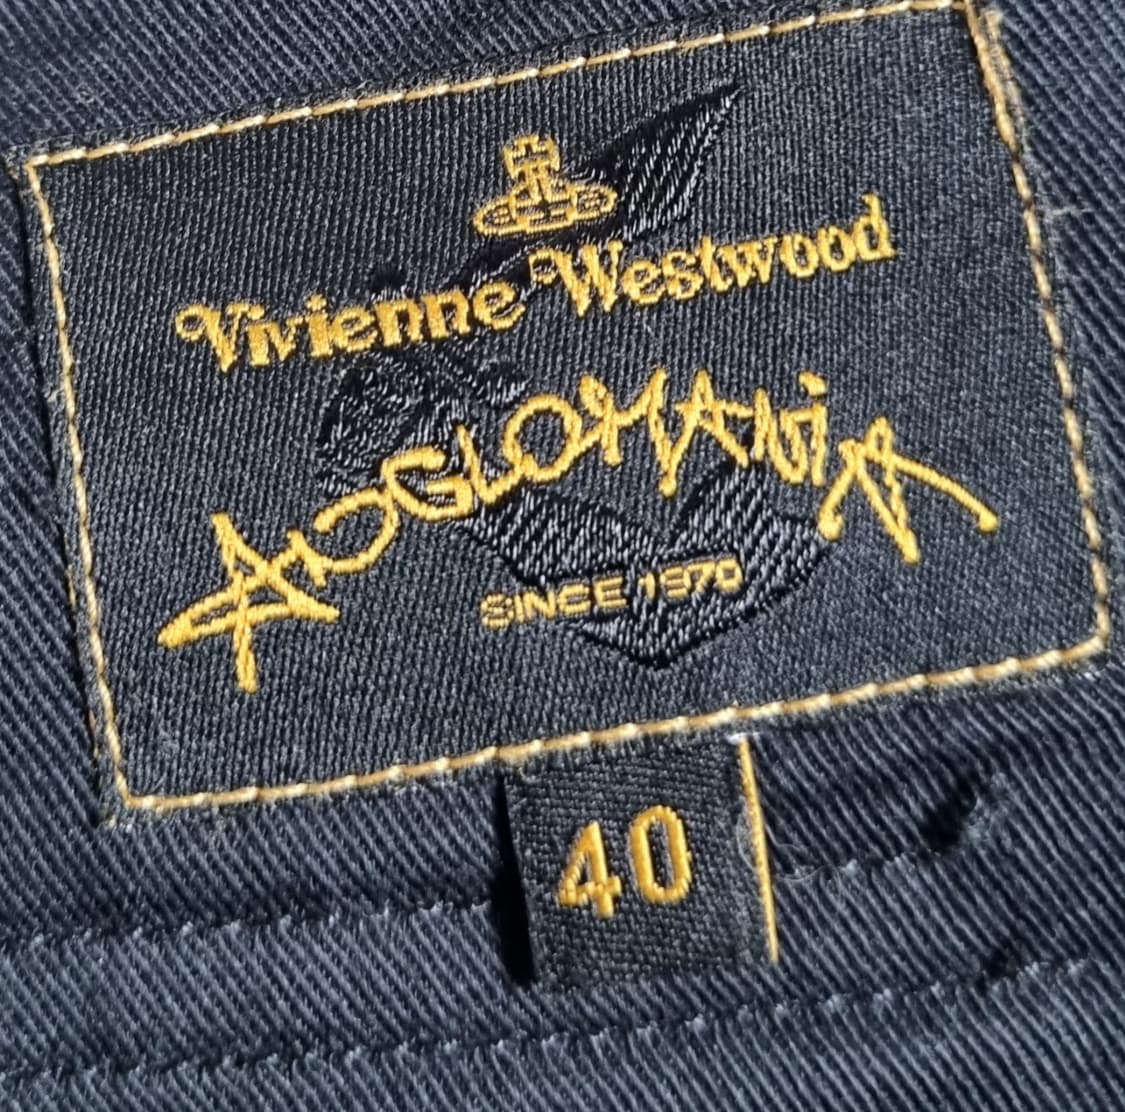 Vivienne Westwood
ANGLOMANiA
SINCE 1970
40